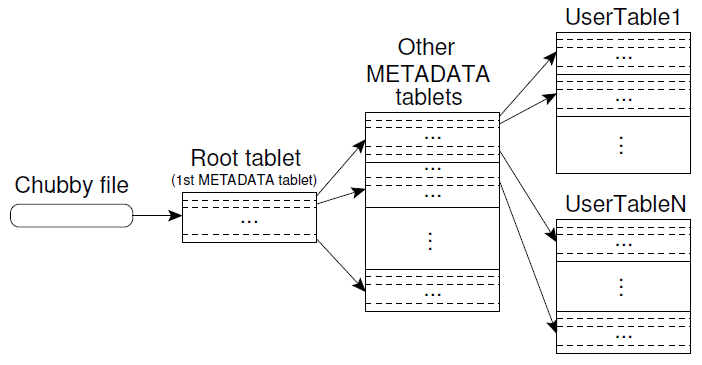 Chubby file
Root tablet
(1st METADATA tablet)
...
Other
METADATA
tablets
...
...
...
...
UserTable1
...
...
...
UserTableN
...
...
...